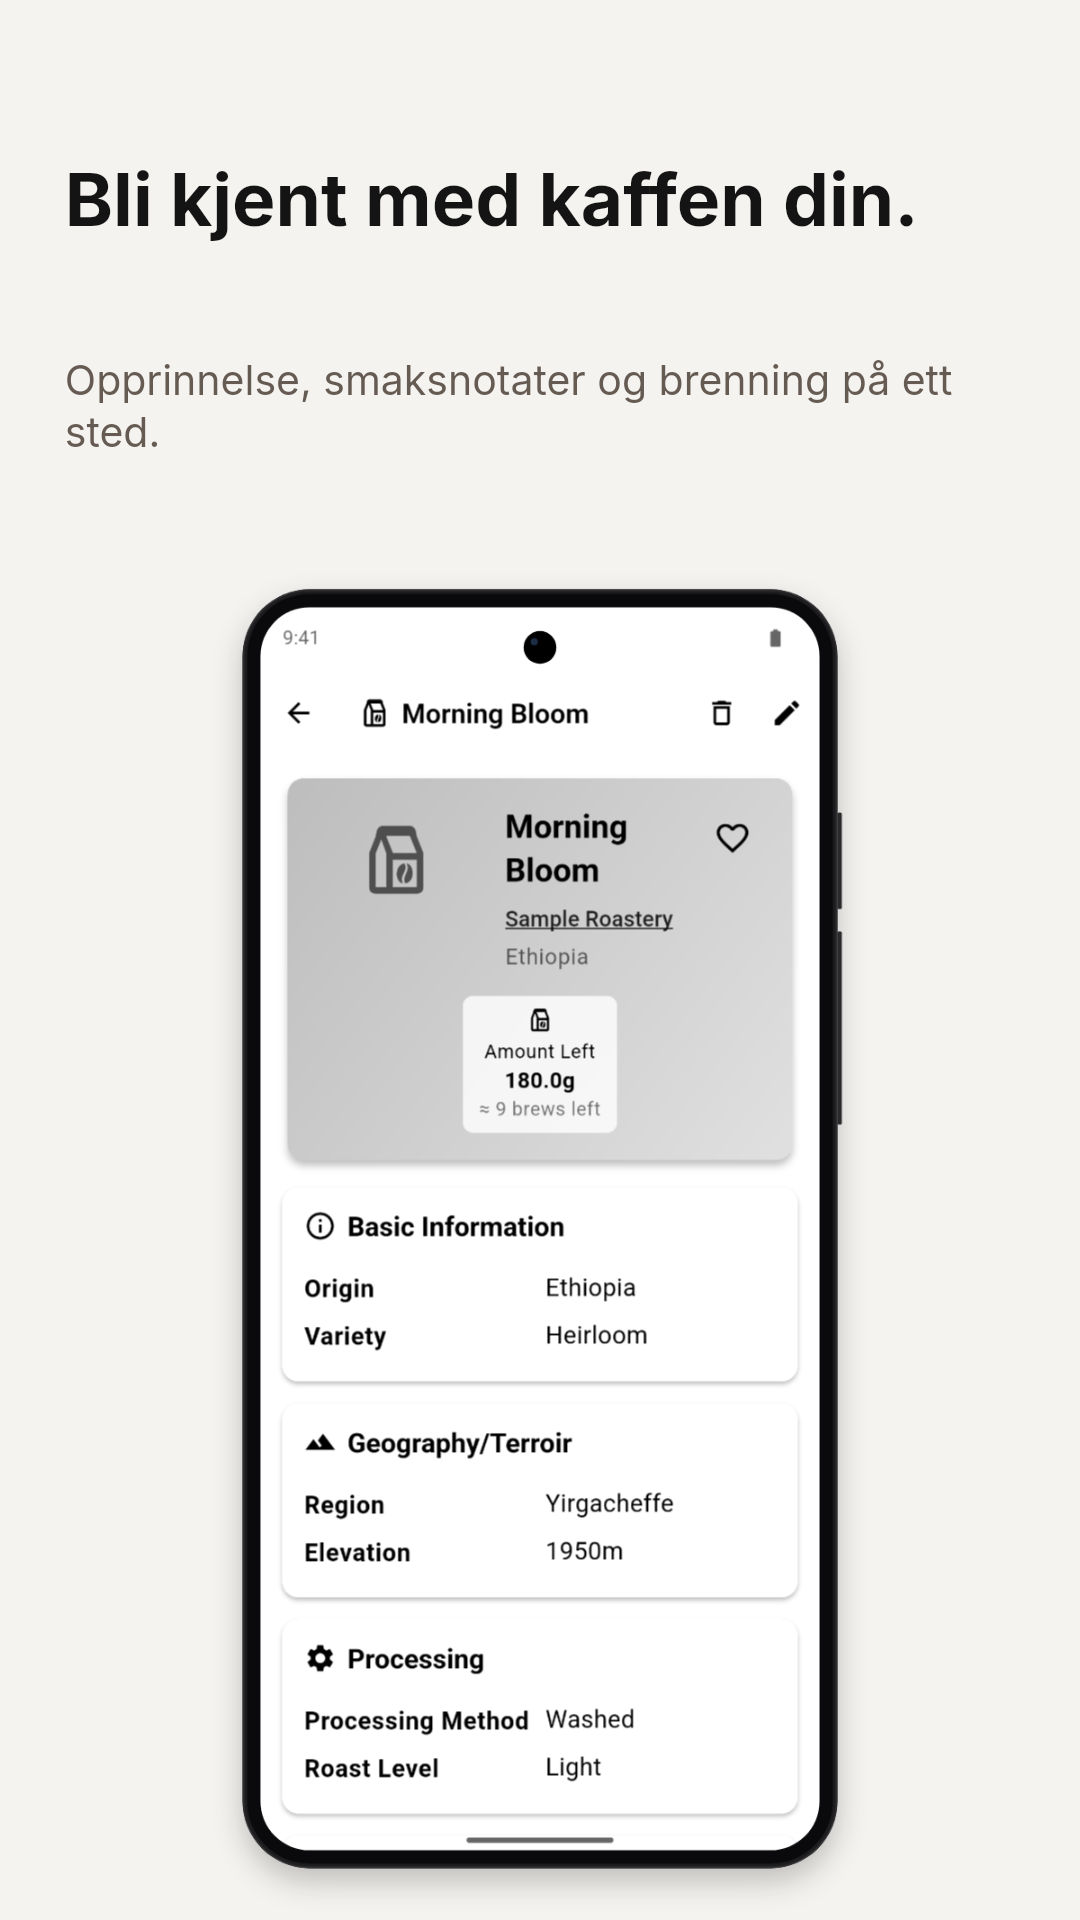 Bli kjent med kaffen din.
Opprinnelse, smaksnotater og brenning på ett
sted.
9:41
Morning Bloom
Morning
Bloom
Sample Roastery
Ethiopia
Amount Left
180.0g
≈ 9 brews left
Basic Information
Origin Ethiopia
Variety Heirloom
Geography/Terroir
Region Yirgacheffe
Elevation 1950m
Processing
Processing Method Washed
Roast Level Light